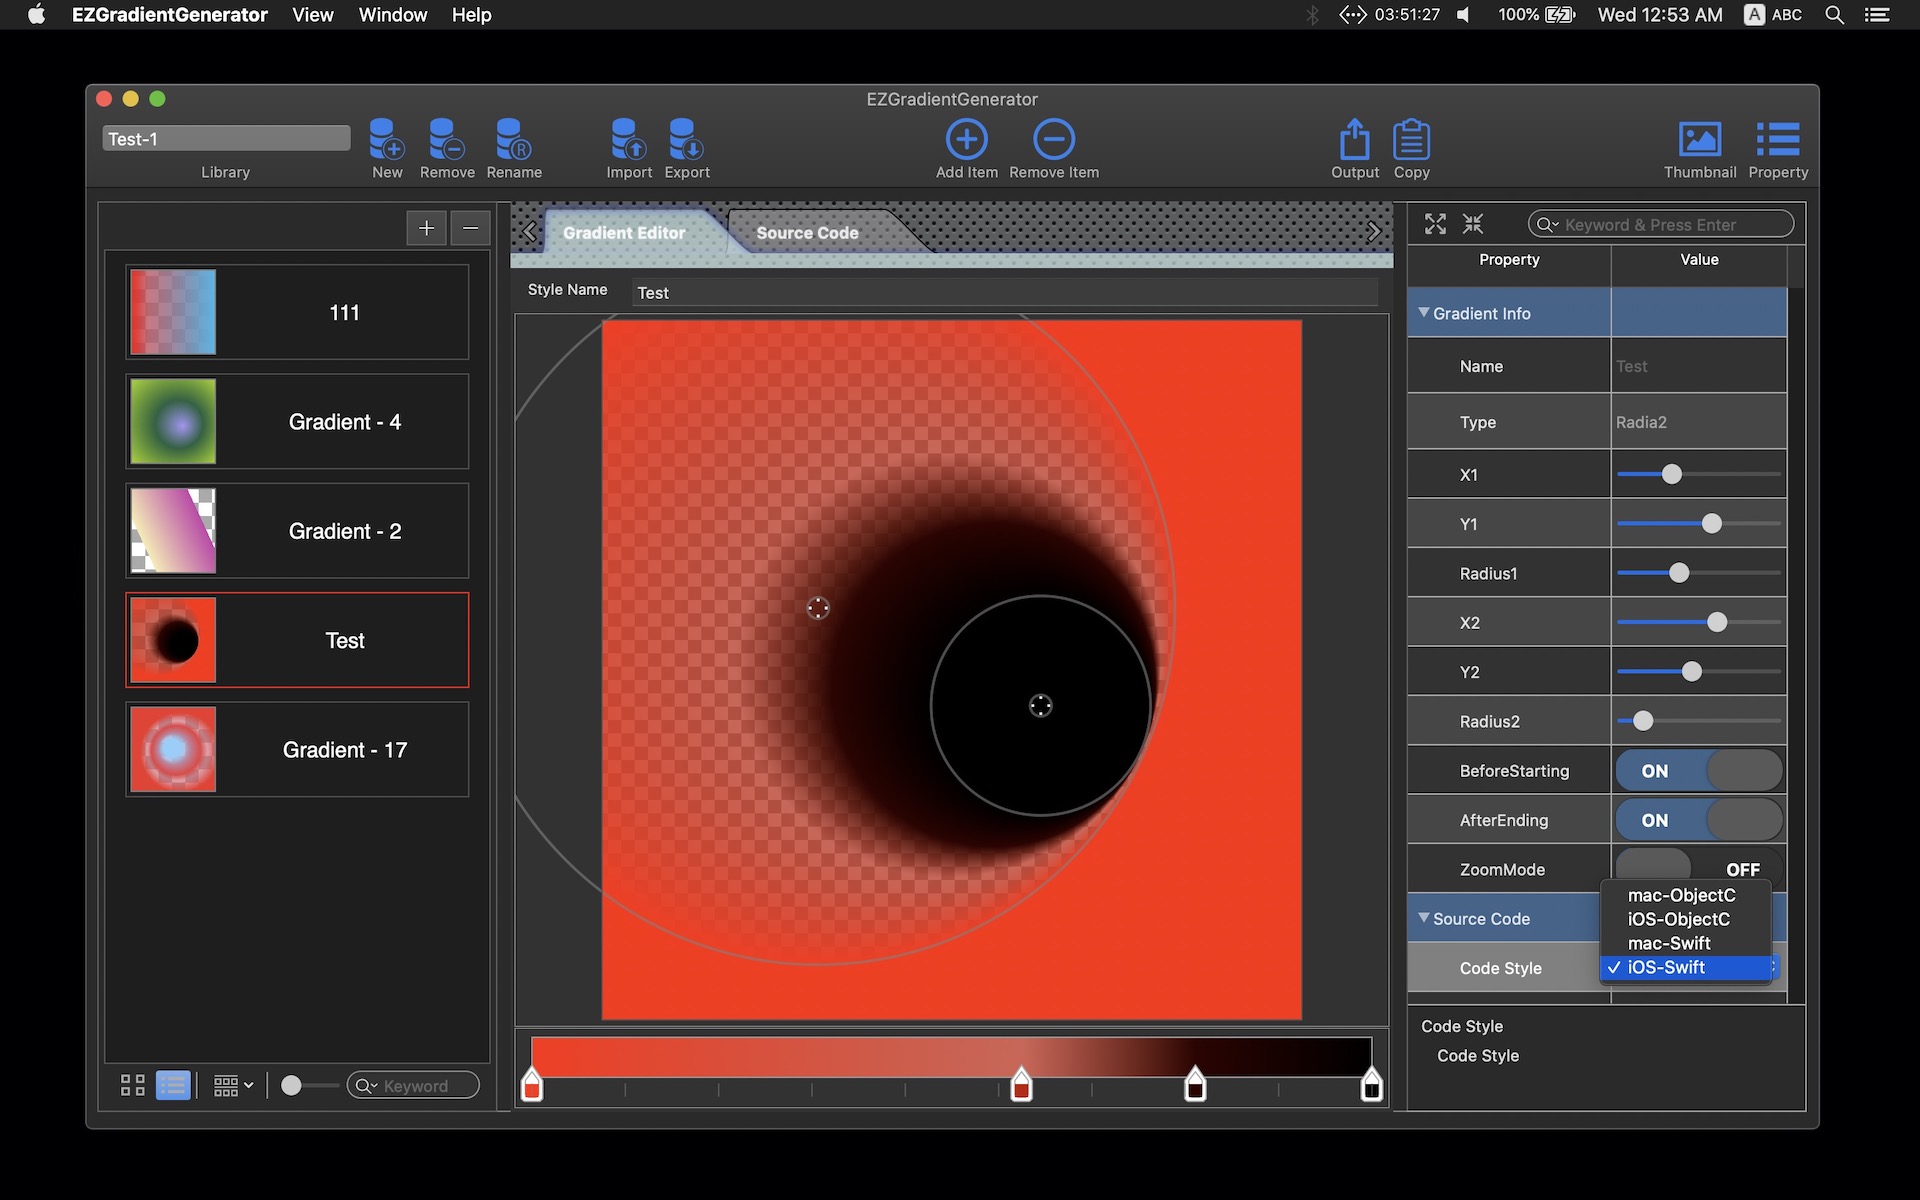 EZGradientGenerator View Window Help 03:51:27 100% Wed 12:53 AM A ABC
EZGradientGenerator
Test-1
Library New Remove Rename Import Export Add Item Remove Item Output Copy Thumbnail Property
R
+ −
111
Gradient - 4
Gradient - 2
Test
Gradient - 17
Keyword
Gradient Editor Source Code
Style Name Test
Keyword & Press Enter
Property Value
Gradient Info
Name Test
Type Radia2
X1
Y1
Radius1
X2
Y2
Radius2
BeforeStarting ON
AfterEnding ON
ZoomMode OFF
Source Code
Code Style
mac-ObjectC
iOS-ObjectC
mac-Swift
✓ iOS-Swift
Code Style
Code Style